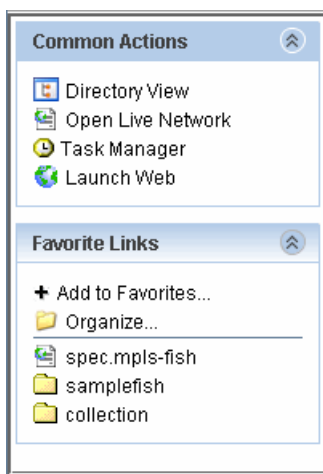 Common Actions
Directory View
Open Live Network
Task Manager
Launch Web
Favorite Links
Add to Favorites...
Organize...
spec.mpls-fish
samplefish
collection